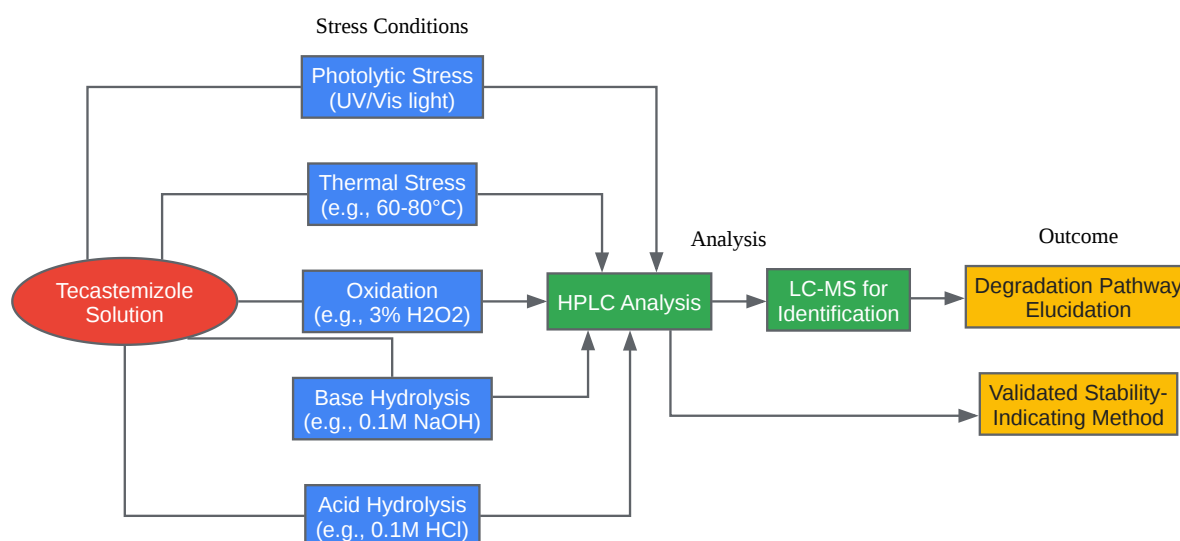 Stress Conditions
Photolytic Stress
(UV/Vis light)
Thermal Stress
(e.g., 60-80°C)
Analysis
Outcome
Tecastemizole
Solution
Oxidation
(e.g., 3% H2O2)
HPLC Analysis
LC-MS for
Identification
Degradation Pathway
Elucidation
Base Hydrolysis
(e.g., 0.1M NaOH)
Validated Stability-
Indicating Method
Acid Hydrolysis
(e.g., 0.1M HCl)